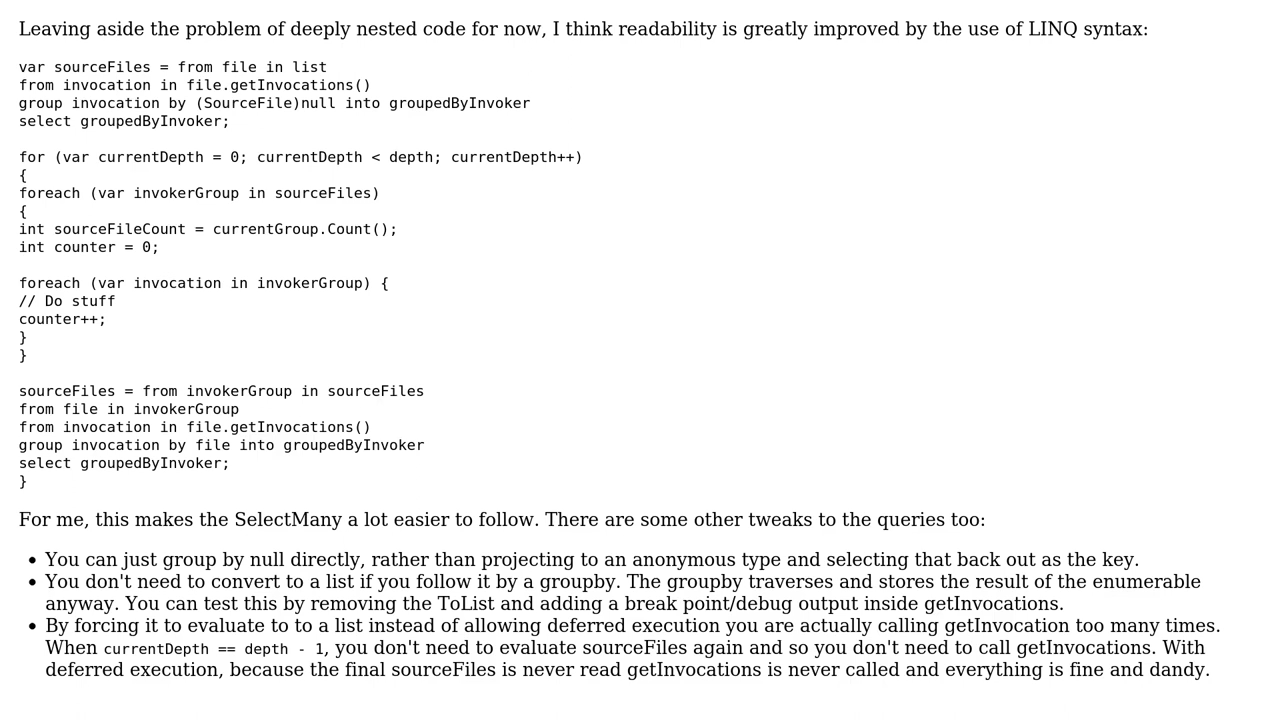 Leaving aside the problem of deeply nested code for now, I think readability is greatly improved by the use of LINQ syntax:
var sourceFiles = from file in list
from invocation in file.getInvocations()
group invocation by (SourceFile)null into groupedByInvoker
select groupedByInvoker;
for (var currentDepth = 0; currentDepth < depth; currentDepth++)
{
foreach (var invokerGroup in sourceFiles)
{
int sourceFileCount = currentGroup.Count();
int counter = 0;
foreach (var invocation in invokerGroup) {
// Do stuff
counter++;
}
}
sourceFiles = from invokerGroup in sourceFiles
from file in invokerGroup
from invocation in file.getInvocations()
group invocation by file into groupedByInvoker
select groupedByInvoker;
}
For me, this makes the SelectMany a lot easier to follow. There are some other tweaks to the queries too:
• You can just group by null directly, rather than projecting to an anonymous type and selecting that back out as the key.
• You don't need to convert to a list if you follow it by a groupby. The groupby traverses and stores the result of the enumerable
anyway. You can test this by removing the ToList and adding a break point/debug output inside getInvocations.
• By forcing it to evaluate to to a list instead of allowing deferred execution you are actually calling getInvocation too many times.
When currentDepth == depth - 1, you don't need to evaluate sourceFiles again and so you don't need to call getInvocations. With
deferred execution, because the final sourceFiles is never read getInvocations is never called and everything is fine and dandy.